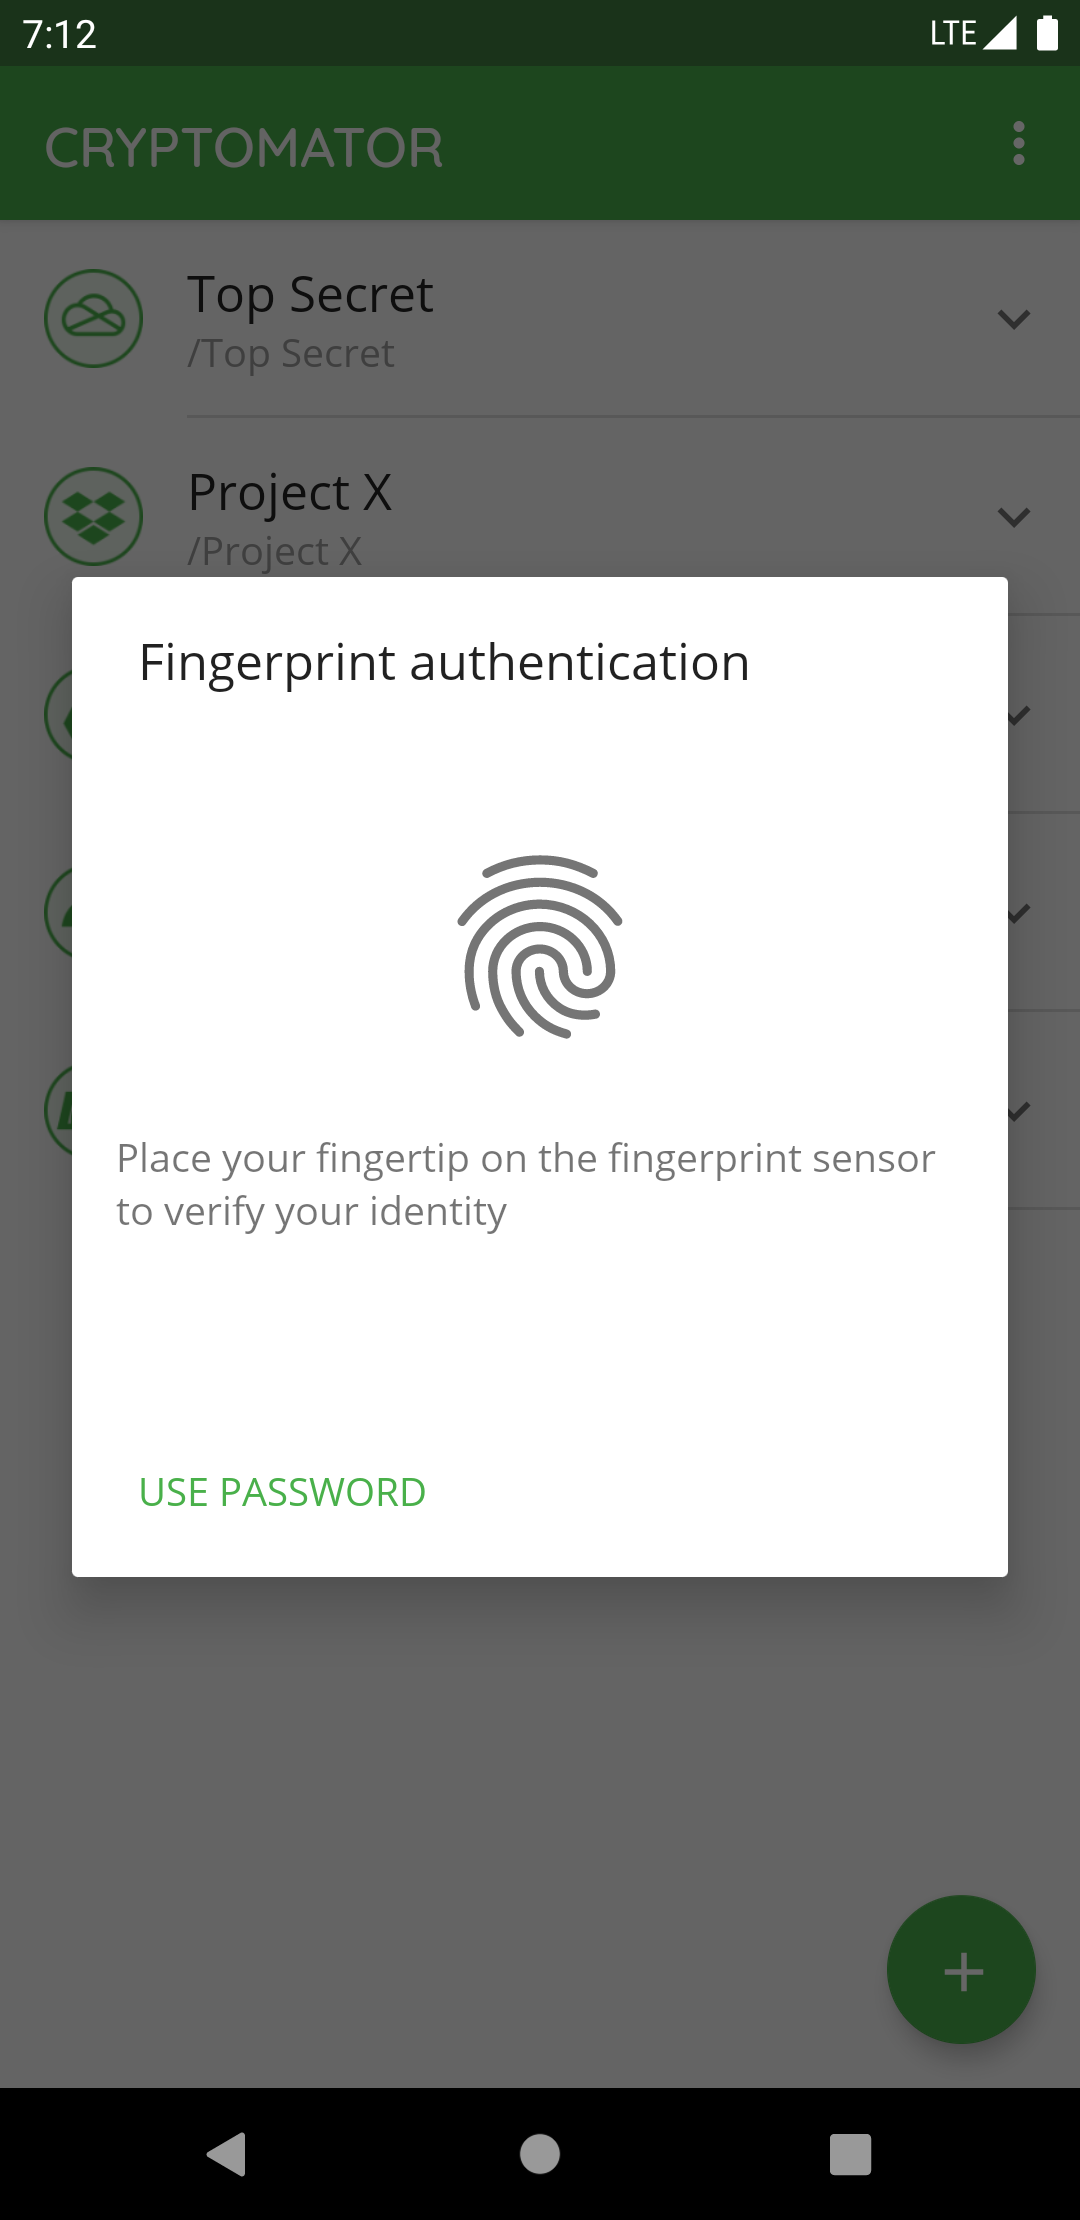 7:12
LTE
CRYPTOMATOR
Top Secret
/Top Secret
Project X
/Project X
Fingerprint authentication
Place your fingertip on the fingerprint sensor
to verify your identity
USE PASSWORD